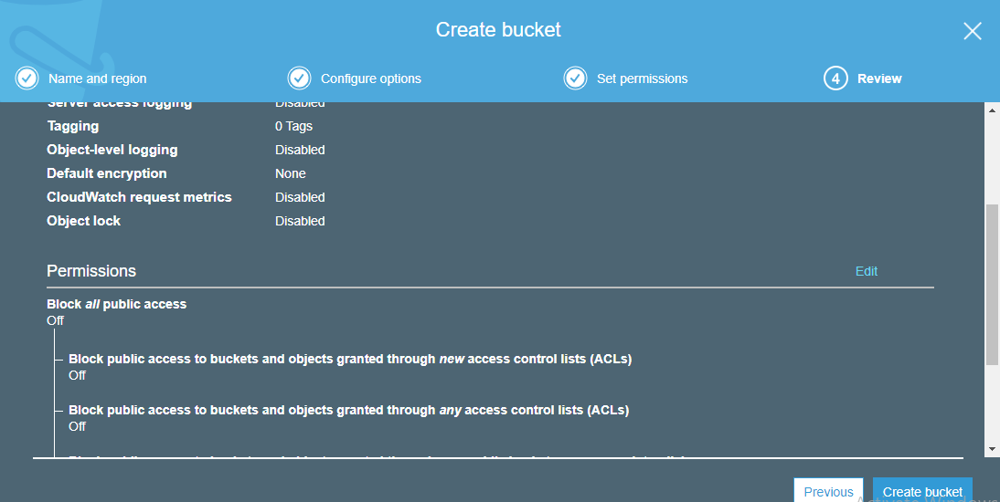 Create bucket
Name and region
Configure options
Set permissions
4 Review
Server access logging Disabled
Tagging 0 Tags
Object-level logging Disabled
Default encryption None
CloudWatch request metrics Disabled
Object lock Disabled
Permissions Edit
Block all public access
Off
Block public access to buckets and objects granted through new access control lists (ACLs)
Off
Block public access to buckets and objects granted through any access control lists (ACLs)
Off
Previous Create bucket
Activate Windows